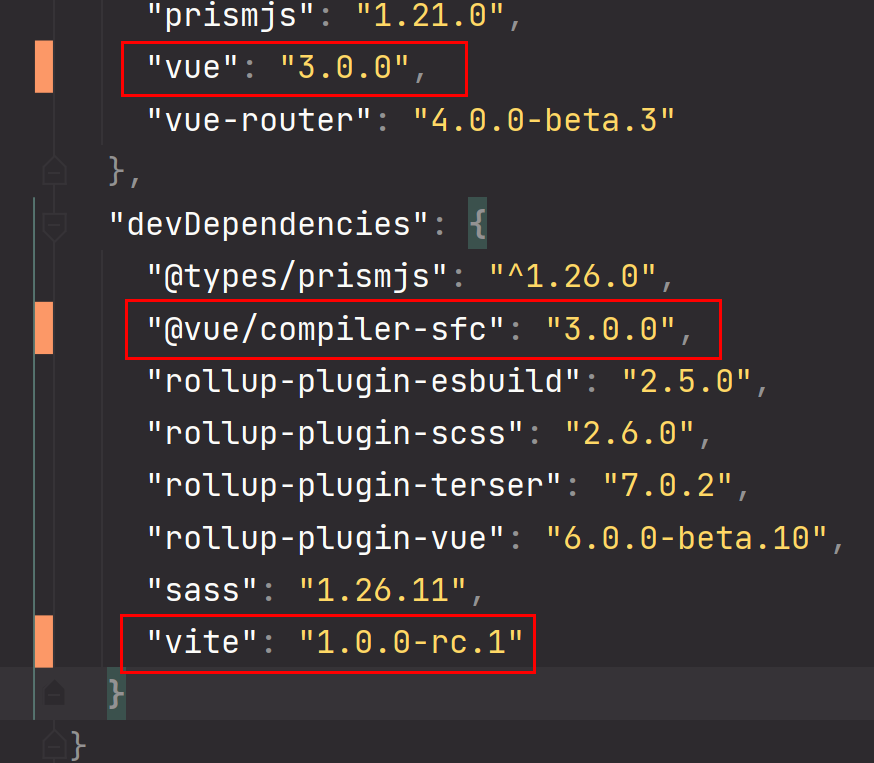 "prismjs": "1.21.0",
"vue": "3.0.0",
"vue-router": "4.0.0-beta.3"
},
"devDependencies": {
"@types/prismjs": "^1.26.0",
"@vue/compiler-sfc": "3.0.0",
"rollup-plugin-esbuild": "2.5.0",
"rollup-plugin-scss": "2.6.0",
"rollup-plugin-terser": "7.0.2",
"rollup-plugin-vue": "6.0.0-beta.10",
"sass": "1.26.11",
"vite": "1.0.0-rc.1"
}
}